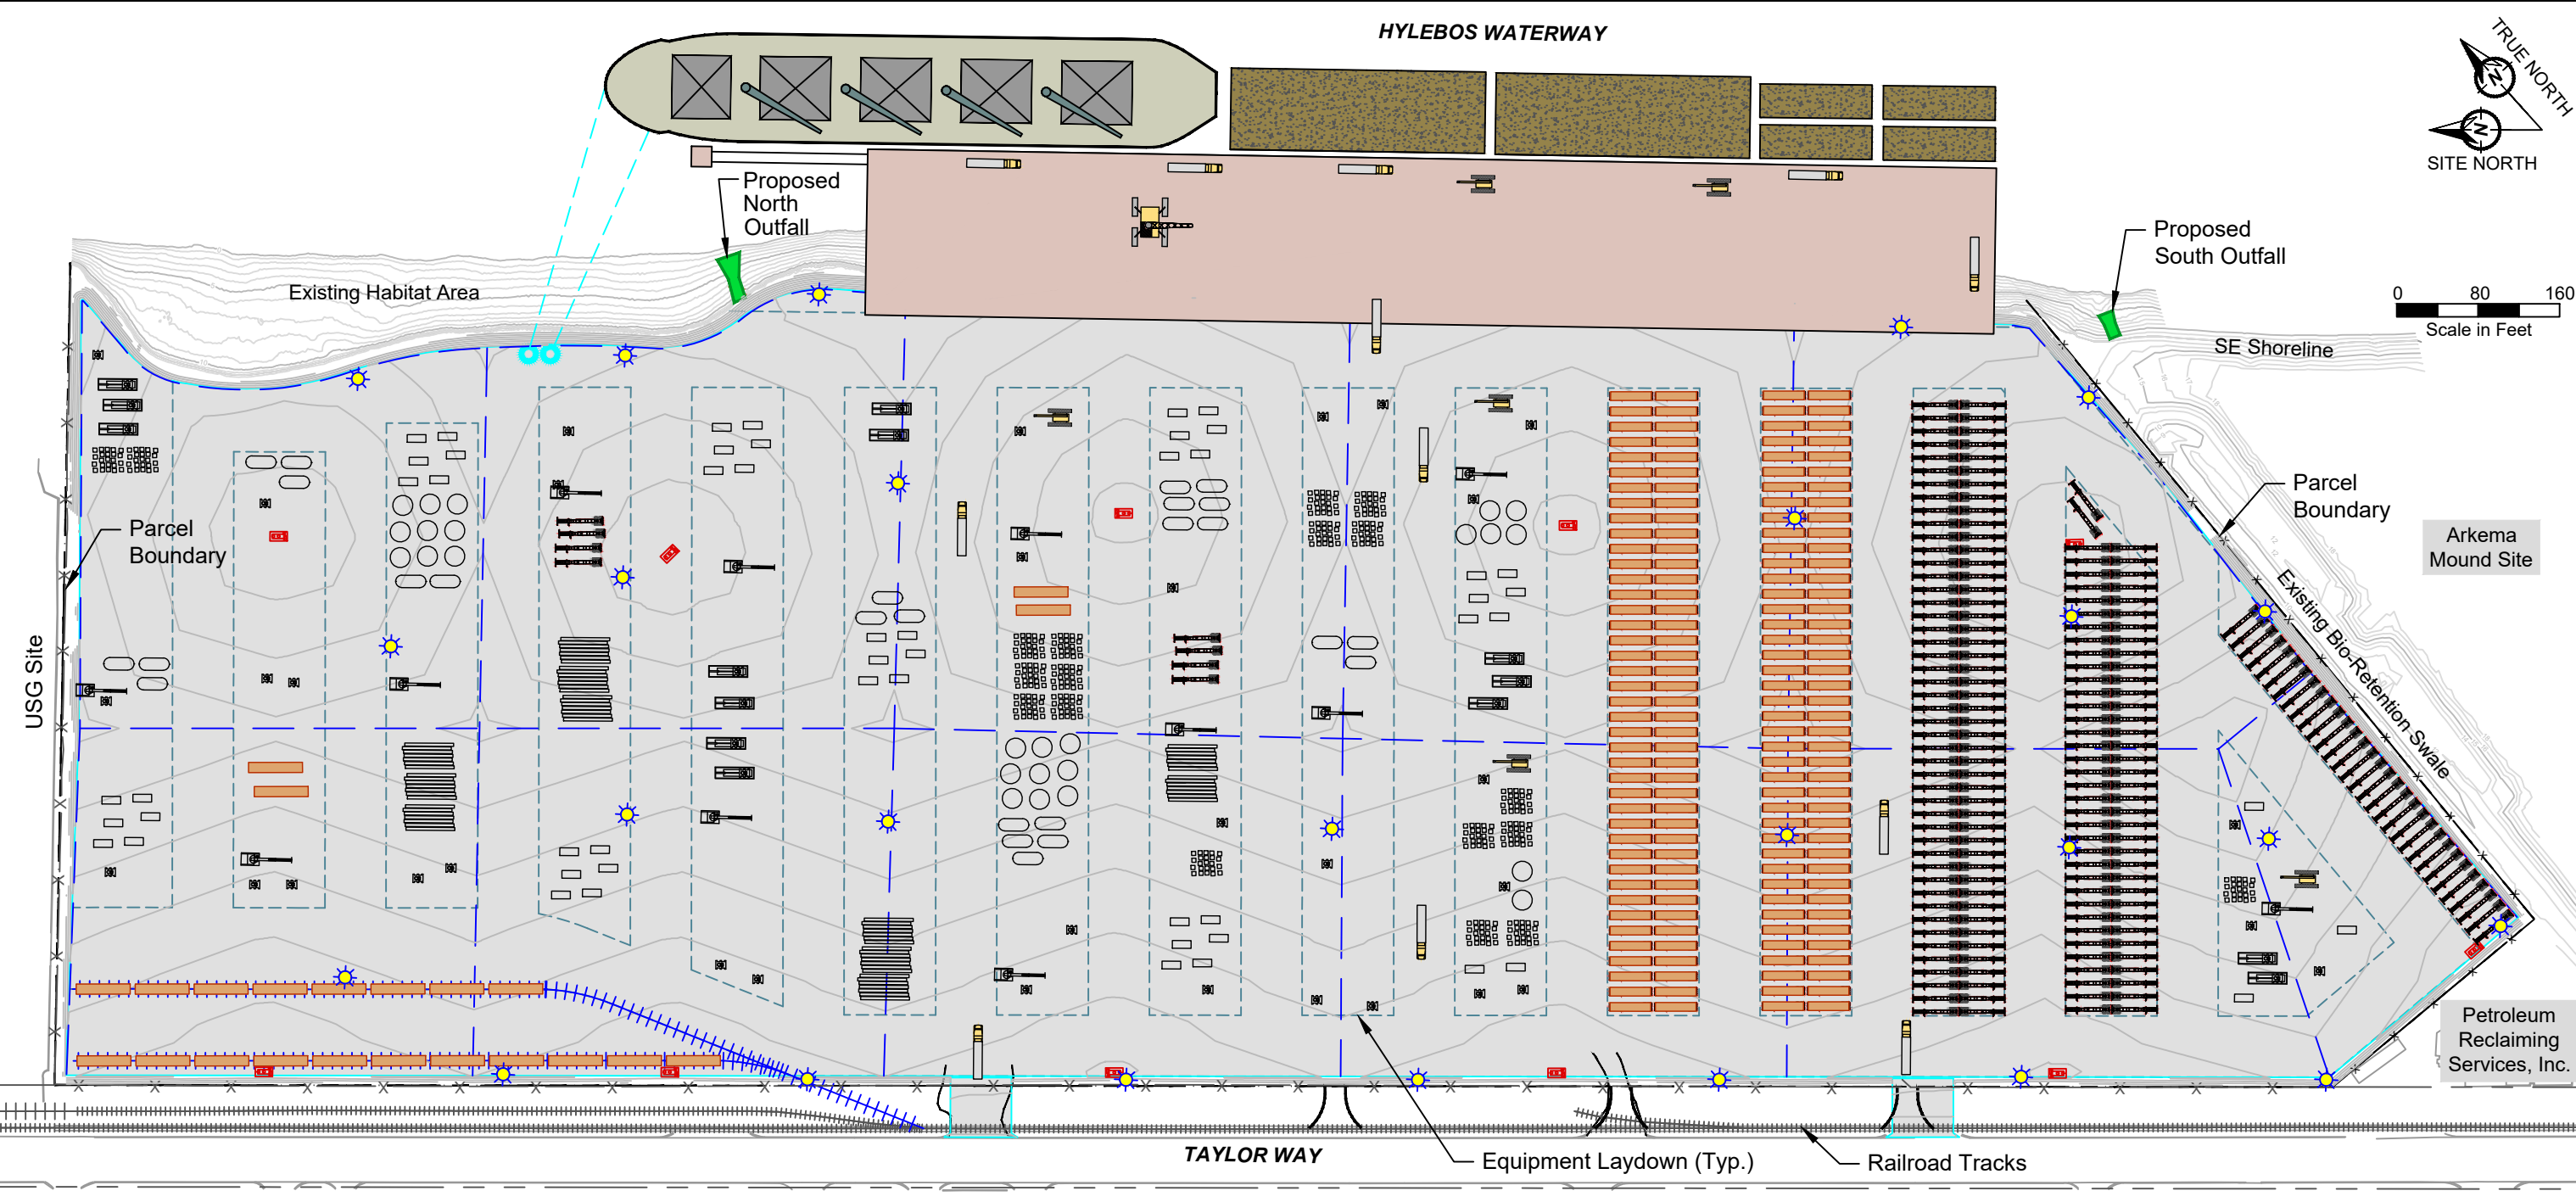 HYLEBOS WATERWAY
TRUE NORTH
N
N
SITE NORTH
Proposed
North
Outfall
Proposed
South Outfall
0 80 160
Scale in Feet
Existing Habitat Area
SE Shoreline
Parcel
Boundary
Parcel
Boundary
Arkema
Mound Site
Existing Bio-Retention Swale
USG Site
Petroleum
Reclaiming
Services, Inc.
TAYLOR WAY
Equipment Laydown (Typ.)
Railroad Tracks